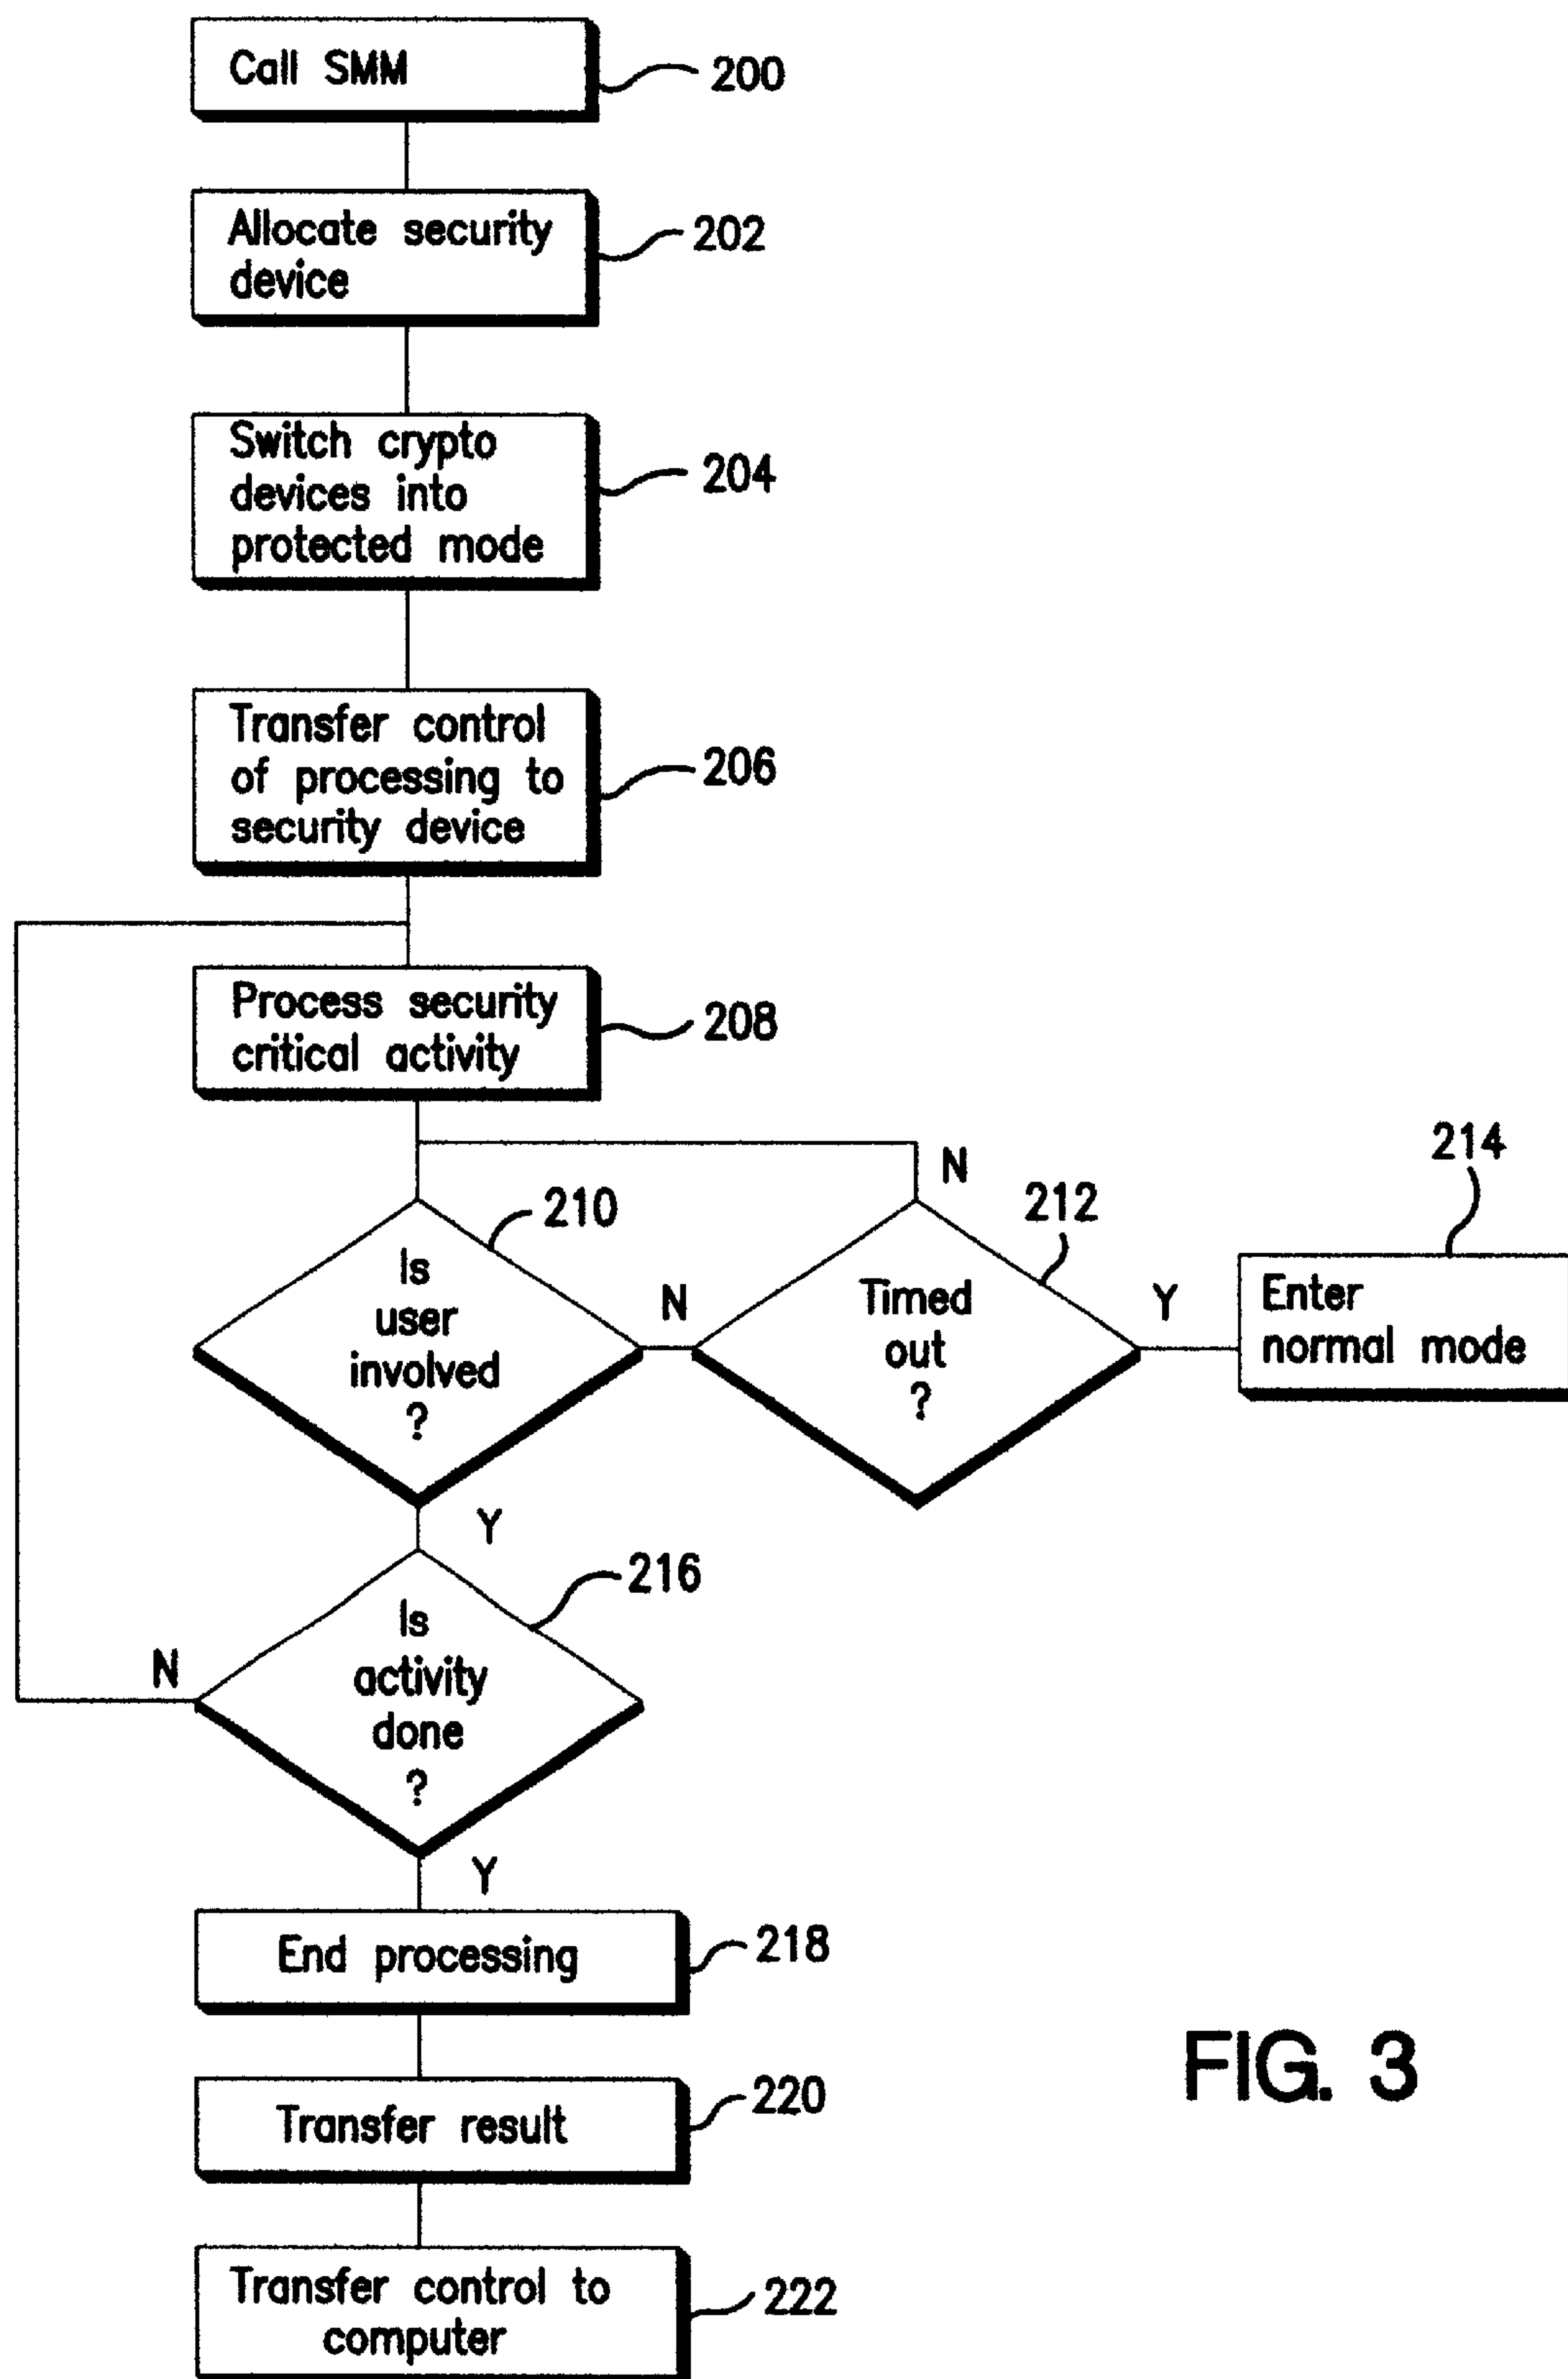 Call SMM
200
Allocate security
device
202
Switch crypto
devices into
protected mode
204
Transfer control
of processing to
security device
206
Process security
critical activity
208
Is
user
involved
?
210
N
Y
Timed
out
?
212
N
Y
214
Enter
normal mode
Is
activity
done
?
216
N
Y
End processing
218
Transfer result
220
Transfer control to
computer
222
FIG. 3